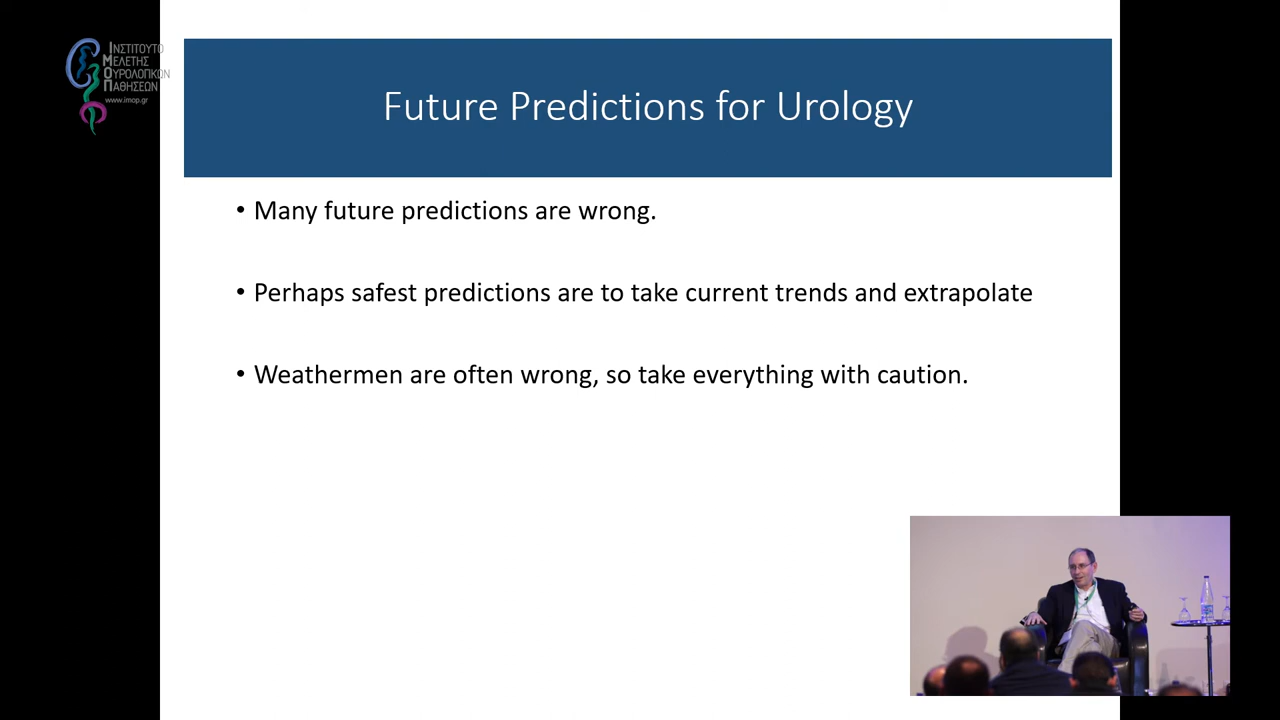 ΙΝΣΤΙΤΟΥΤΟ
ΜΕΛΕΤΗΣ
ΟΥΡΟΛΟΓΙΚΩΝ
ΠΑΘΗΣΕΩΝ
www.imop.gr
Future Predictions for Urology
• Many future predictions are wrong.
• Perhaps safest predictions are to take current trends and extrapolate
• Weathermen are often wrong, so take everything with caution.